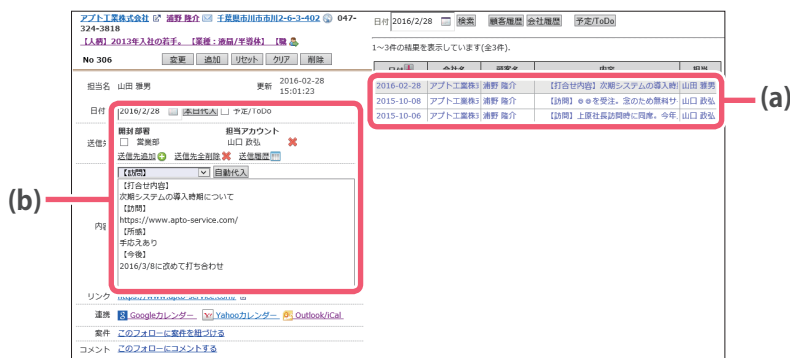 アプト工業株式会社 浦野 隆介 千葉県市川市市川2-6-3-402 047-
324-3818
【人柄】2013年入社の若手。【業種：液晶/半導体】【職
No 306 変更 追加 リセット クリア 削除
担当名 山田 雅男 更新 2016-02-28
15:01:23
日付 2016/2/28 本日代入 予定/ToDo
開封 部署 担当アカウント
送信先 営業部 山口 政弘
送信先追加 送信先全削除 送信履歴
【訪問】 自動代入
内容
【打合せ内容】
次期システムの導入時期について
【訪問】
https://www.apto-service.com/
【所感】
手応えあり
【今後】
2016/3/8に改めて打ち合わせ
リンク https://www.apto-service.com/
連携 Googleカレンダー Yahooカレンダー Outlook/iCal
案件 このフォローに案件を紐づける
コメント このフォローにコメントする
(b)
日付 2016/2/28 検索 顧客履歴 会社履歴 予定/ToDo
1～3件の結果を表示しています(全3件).
日付 会社名 顧客名 内容 担当
2016-02-28 アプト工業株 浦野 隆介 【打合せ内容】次期システムの導入時 山田 雅男
2015-10-08 アプト工業株 浦野 隆介 【訪問】●●を受注。念のため無料サ 山口 政弘
2015-10-06 アプト工業株 浦野 隆介 【訪問】上原社長訪問時に同席。今年 山口 政弘
(a)